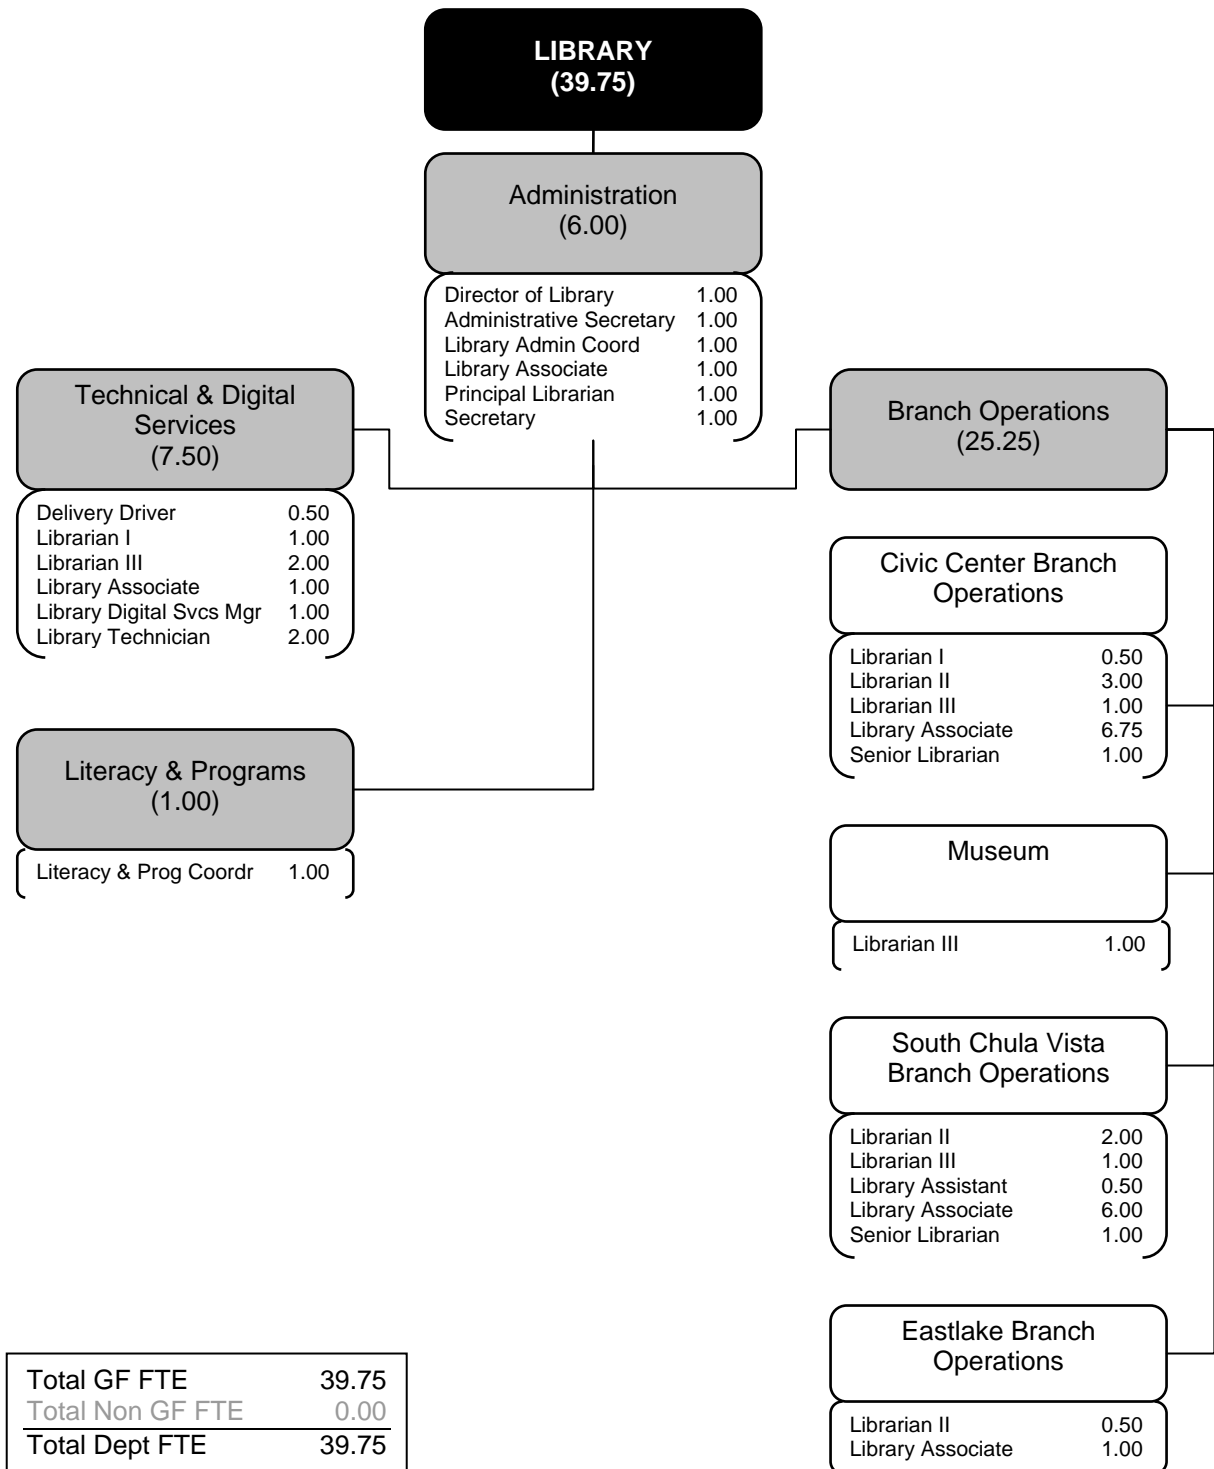 LIBRARY
(39.75)
Administration
(6.00)
Director of Library 1.00
Administrative Secretary 1.00
Library Admin Coord 1.00
Library Associate 1.00
Principal Librarian 1.00
Secretary 1.00
Technical & Digital
Services
(7.50)
Delivery Driver 0.50
Librarian I 1.00
Librarian III 2.00
Library Associate 1.00
Library Digital Svcs Mgr 1.00
Library Technician 2.00
Literacy & Programs
(1.00)
Literacy & Prog Coordr 1.00
Branch Operations
(25.25)
Civic Center Branch
Operations
Librarian I 0.50
Librarian II 3.00
Librarian III 1.00
Library Associate 6.75
Senior Librarian 1.00
Museum
Librarian III 1.00
South Chula Vista
Branch Operations
Librarian II 2.00
Librarian III 1.00
Library Assistant 0.50
Library Associate 6.00
Senior Librarian 1.00
Eastlake Branch
Operations
Librarian II 0.50
Library Associate 1.00
Total GF FTE 39.75
Total Non GF FTE 0.00
Total Dept FTE 39.75